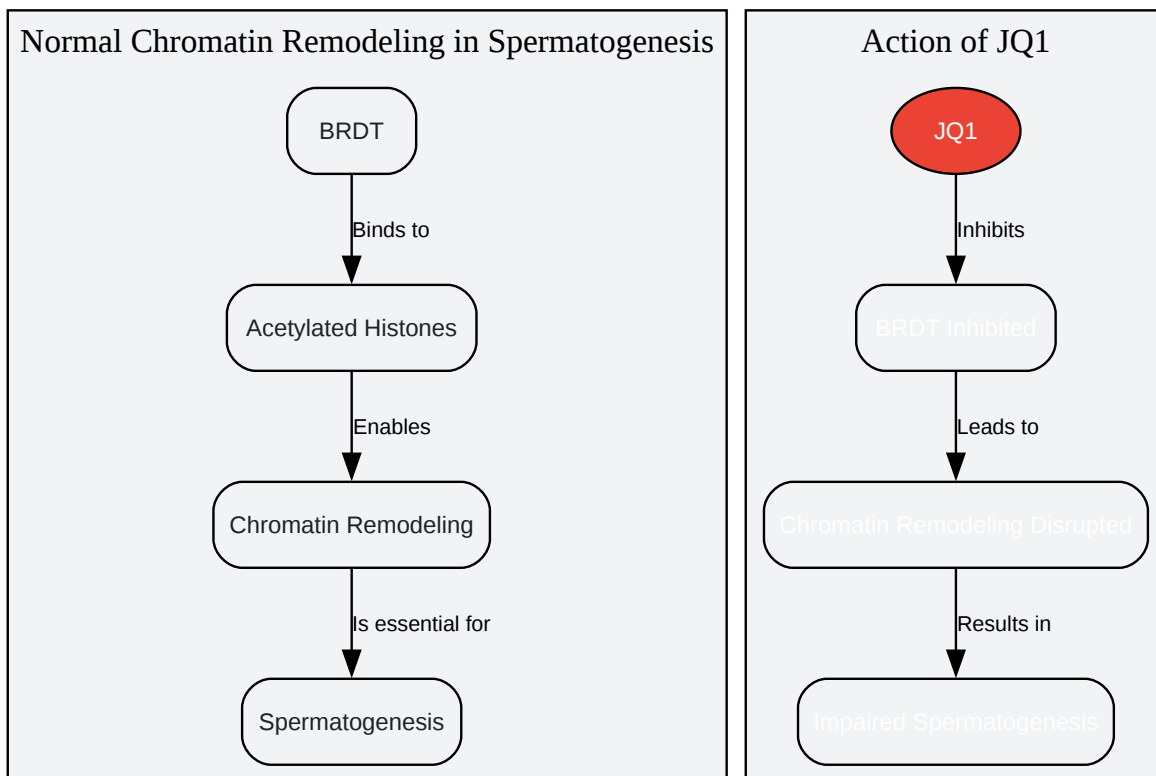 Normal Chromatin Remodeling in Spermatogenesis
BRDT
Binds to
Acetylated Histones
Enables
Chromatin Remodeling
Is essential for
Spermatogenesis
Action of JQ1
JQ1
Inhibits
BRDT Inhibited
Leads to
Chromatin Remodeling Disrupted
Results in
Impaired Spermatogenesis